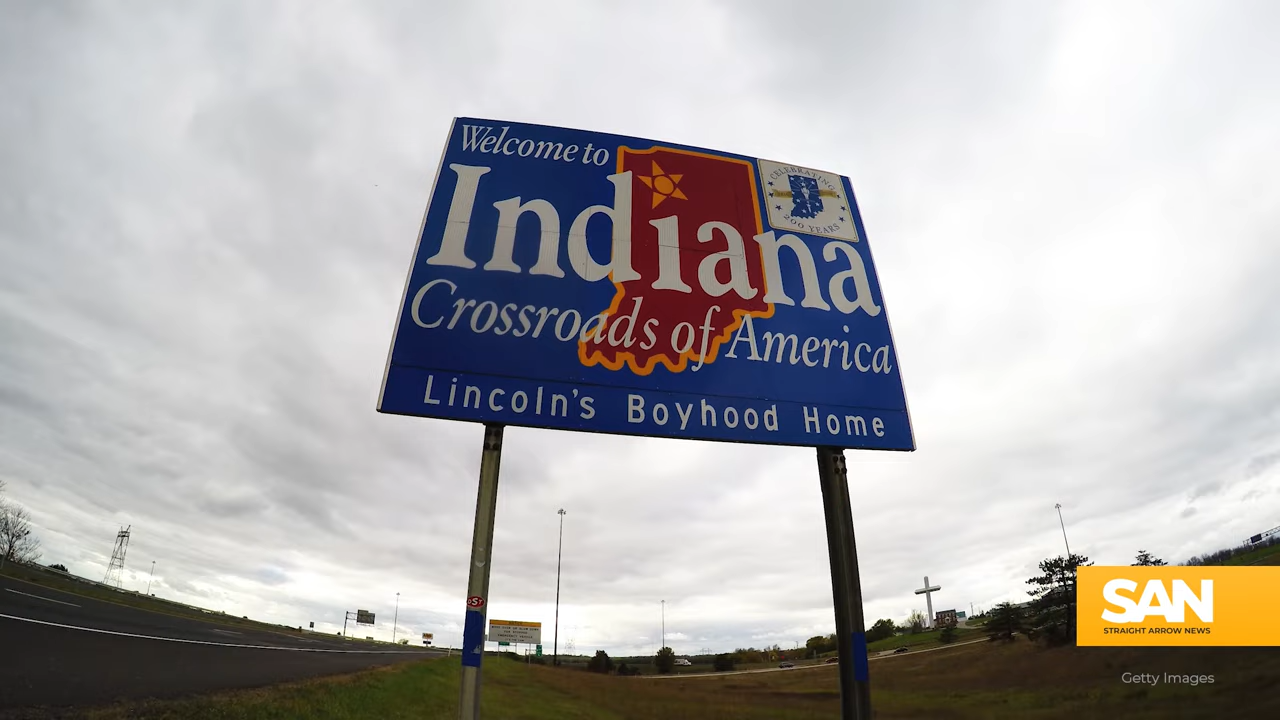 Welcome to
Indiana
CELEBRATING
200 YEARS
Crossroads of America
Lincoln's Boyhood Home
SAN
STRAIGHT ARROW NEWS
Getty Images